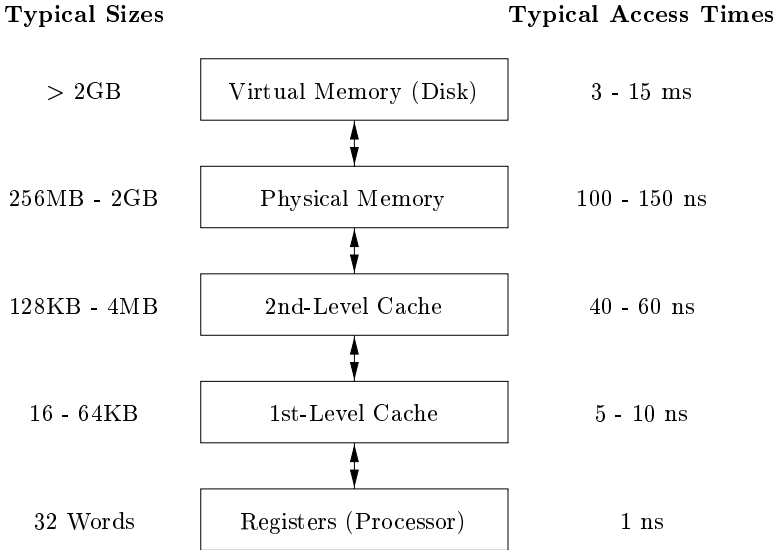 Typical Sizes Typical Access Times
> 2GB Virtual Memory (Disk) 3 - 15 ms
256MB - 2GB Physical Memory 100 - 150 ns
128KB - 4MB 2nd-Level Cache 40 - 60 ns
16 - 64KB 1st-Level Cache 5 - 10 ns
32 Words Registers (Processor) 1 ns